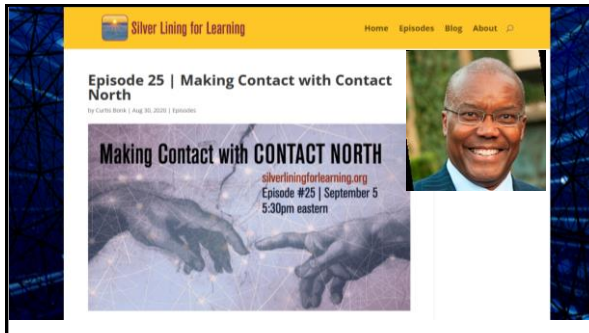 Silver Lining for Learning
Home Episodes Blog About
Episode 25 | Making Contact with Contact
North
by Curtis Bonk | Aug 30, 2020 | Episodes
Making Contact with CONTACT NORTH
silverliningforlearning.org
Episode #25 | September 5
5:30pm eastern